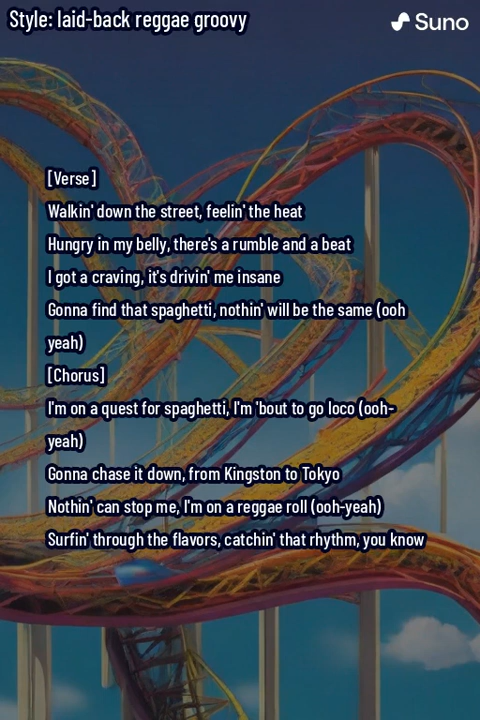 Style: laid-back reggae groovy
Suno
[Verse]
Walkin' down the street, feelin' the heat
Hungry in my belly, there's a rumble and a beat
I got a craving, it's drivin' me insane
Gonna find that spaghetti, nothin' will be the same (ooh
yeah)
[Chorus]
I'm on a quest for spaghetti, I'm 'bout to go loco (ooh-
yeah)
Gonna chase it down, from Kingston to Tokyo
Nothin' can stop me, I'm on a reggae roll (ooh-yeah)
Surfin' through the flavors, catchin' that rhythm, you know